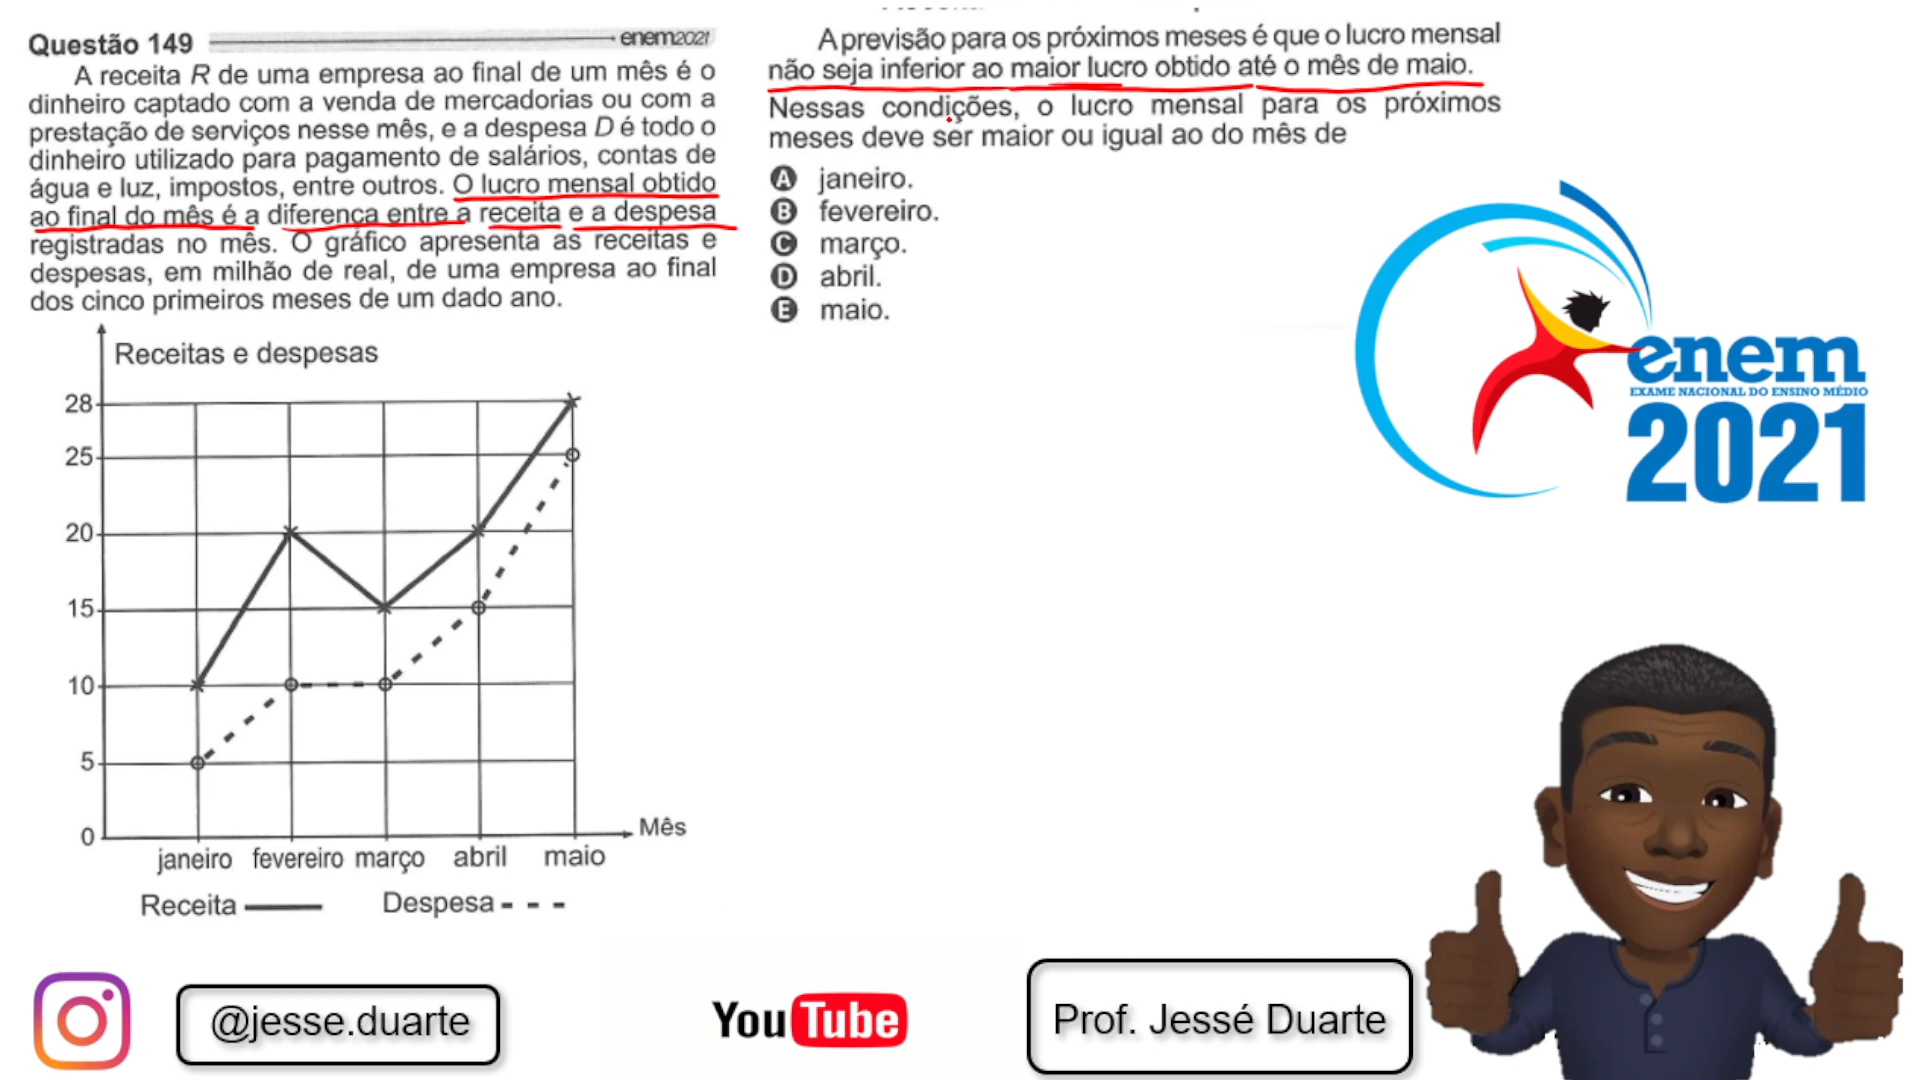 Questão 149 enem2021
A receita R de uma empresa ao final de um mês é o
dinheiro captado com a venda de mercadorias ou com a
prestação de serviços nesse mês, e a despesa D é todo o
dinheiro utilizado para pagamento de salários, contas de
água e luz, impostos, entre outros. O lucro mensal obtido
ao final do mês é a diferença entre a receita e a despesa
registradas no mês. O gráfico apresenta as receitas e
despesas, em milhão de real, de uma empresa ao final
dos cinco primeiros meses de um dado ano.
Receitas e despesas
28
25
20
15
10
5
0
Mês
janeiro fevereiro março abril maio
Receita Despesa
A previsão para os próximos meses é que o lucro mensal
não seja inferior ao maior lucro obtido até o mês de maio.
Nessas condições, o lucro mensal para os próximos
meses deve ser maior ou igual ao do mês de
A janeiro.
B fevereiro.
C março.
D abril.
E maio.
enem
EXAME NACIONAL DO ENSINO MÉDIO
2021
@jesse.duarte
YouTube
Prof. Jessé Duarte